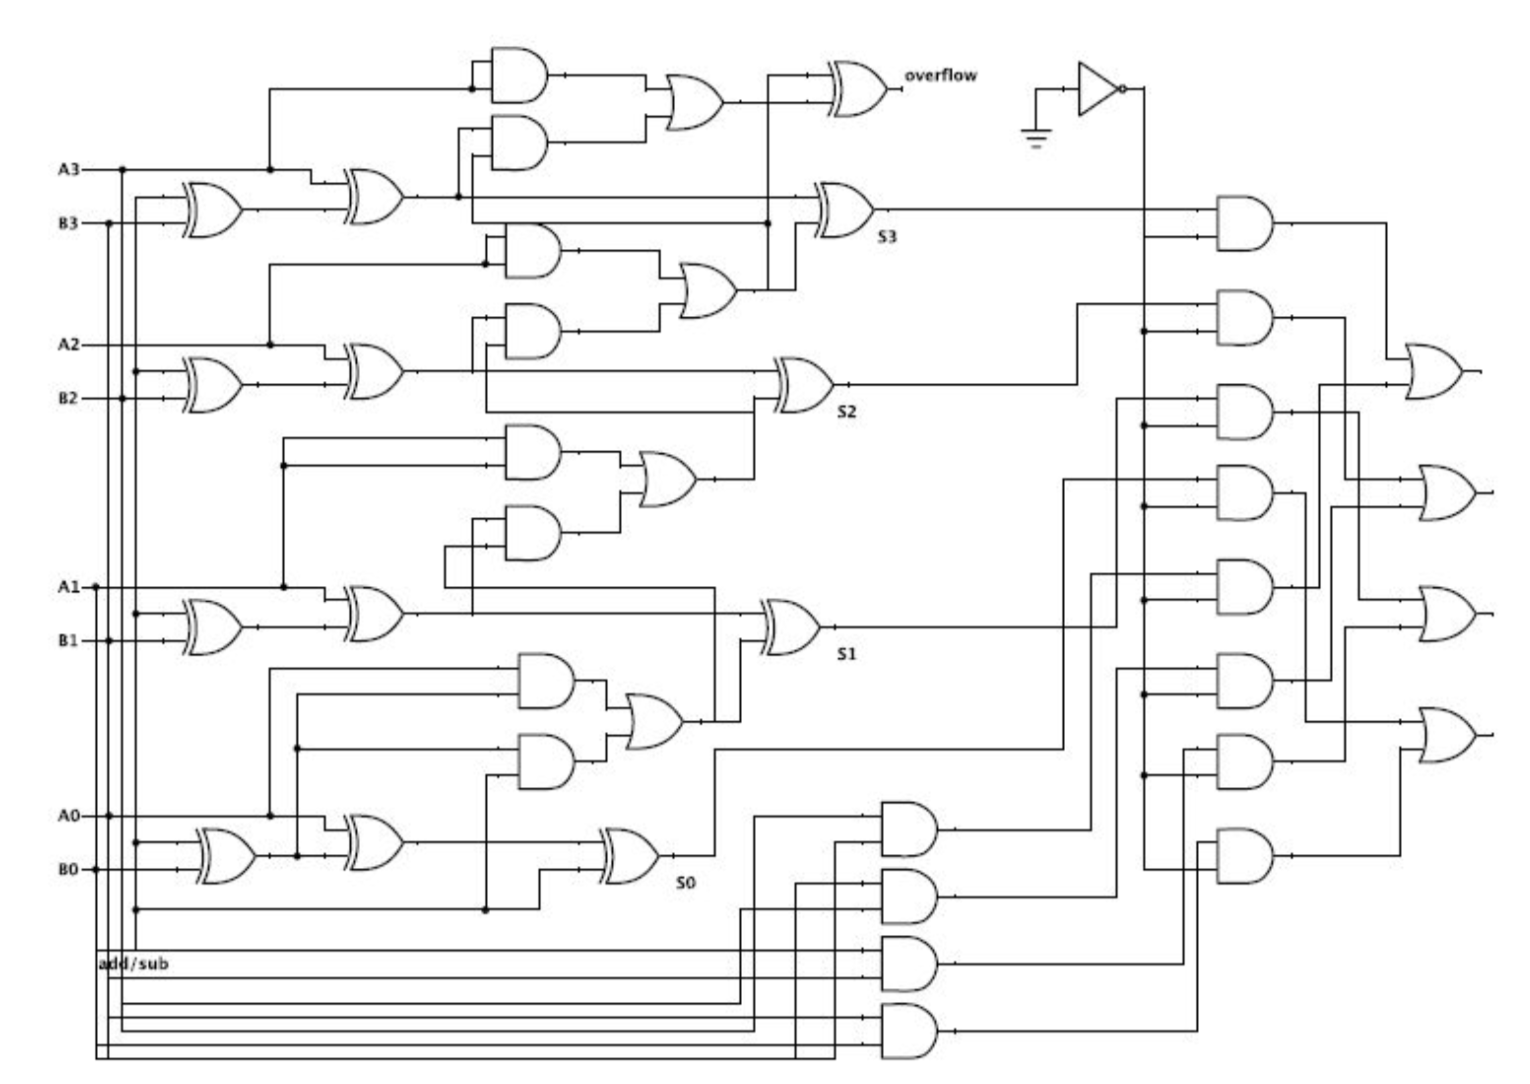 overflow
A3
B3
S3
A2
B2
S2
A1
B1
S1
A0
B0
S0
add/sub